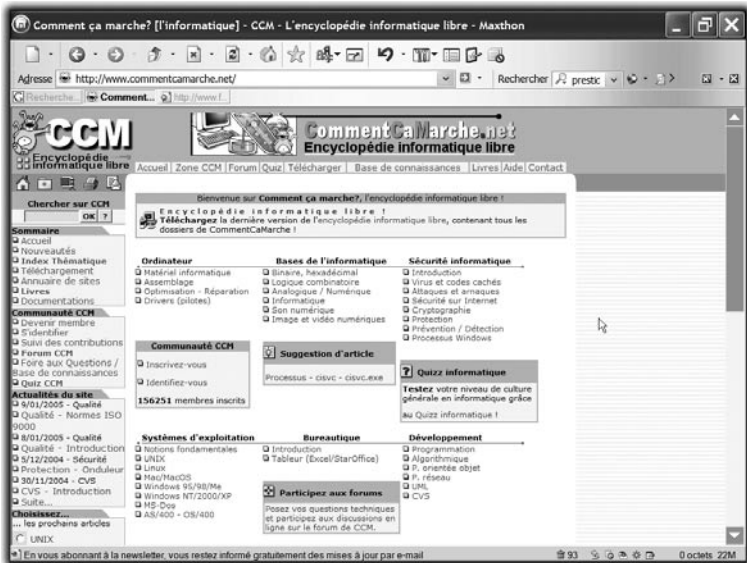 Comment ça marche? [l'informatique] - CCM - L'encyclopédie informatique libre - Maxthon
Adresse http://www.commentcamarche.net/ Rechercher prestic
Recherche... Comment... http://www.f...
CCM
Encyclopédie
informatique libre
CommentCaMarche.net
Encyclopédie informatique libre
Accueil | Zone CCM | Forum | Quiz | Télécharger | Base de connaissances | Livres | Aide | Contact
Chercher sur CCM
OK ?
Sommaire
Accueil
Nouveautés
Index Thématique
Téléchargement
Annuaire de sites
Livres
Documentations
Communauté CCM
Devenir membre
S'identifier
Suivi des contributions
Forum CCM
Foire aux Questions /
Base de connaissances
Quiz CCM
Actualités du site
9/01/2005 - Qualité
Qualité - Normes ISO
9000
8/01/2005 - Qualité
Qualité - Introduction
5/12/2004 - Sécurité
Protection - Onduleur
30/11/2004 - CVS
CVS - Introduction
Suite...
Choisissez...
... les prochains articles
UNIX
Bienvenue sur Comment ça marche?, l'encyclopédie informatique libre !
Encyclopédie informatique libre !
Téléchargez la dernière version de l'encyclopédie informatique libre, contenant tous les
dossiers de CommentCaMarche !
Ordinateur
Matériel informatique
Assemblage
Optimisation - Réparation
Drivers (pilotes)
Bases de l'informatique
Binaire, hexadécimal
Logique combinatoire
Analogique / Numérique
Informatique
Son numérique
Image et vidéo numériques
Sécurité informatique
Introduction
Virus et codes cachés
Attaques et arnaques
Sécurité sur Internet
Cryptographie
Protection
Prévention / Détection
Processus Windows
Communauté CCM
Inscrivez-vous
Identifiez-vous
156251 membres inscrits
Suggestion d'article
Processus - cisvc - cisvc.exe
? Quizz informatique
Testez votre niveau de culture
générale en informatique grâce
au Quizz informatique !
Systèmes d'exploitation
Notions fondamentales
UNIX
Linux
Mac/MacOS
Windows 95/98/Me
Windows NT/2000/XP
MS-Dos
AS/400 - OS/400
Bureautique
Introduction
Tableur (Excel/StarOffice)
Participez aux forums
Posez vos questions techniques
et participez aux discussions en
ligne sur le forum de CCM.
Développement
Programmation
Algorithmique
P. orientée objet
P. réseau
UML
CVS
En vous abonnant à la newsletter, vous restez informé gratuitement des mises à jour par e-mail
93 0 octets 22M